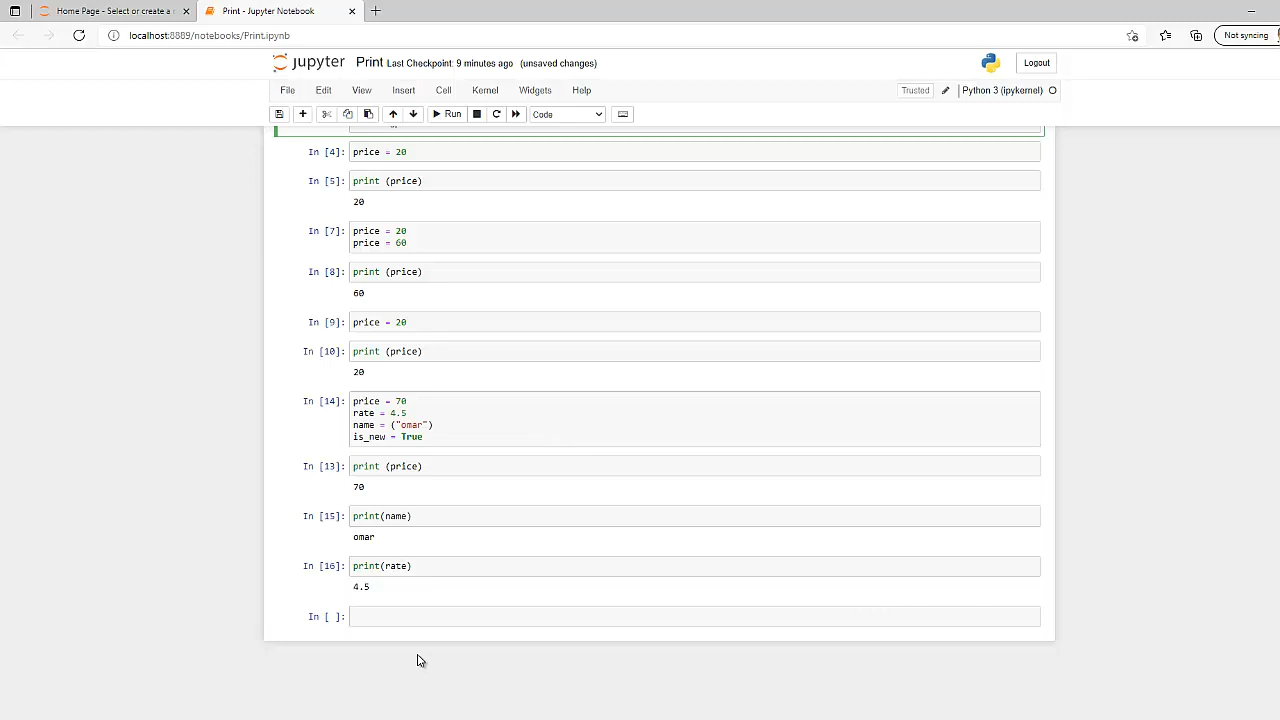 Home Page - Select or create a
Print - Jupyter Notebook
localhost:8889/notebooks/Print.ipynb
Not syncing
jupyter Print Last Checkpoint: 9 minutes ago (unsaved changes)
Logout
File Edit View Insert Cell Kernel Widgets Help
Trusted
Python 3 (ipykernel)
Run
Code
In [4]: price = 20
In [5]: print (price)
20
In [7]: price = 20
price = 60
In [8]: print (price)
60
In [9]: price = 20
In [10]: print (price)
20
In [14]: price = 70
rate = 4.5
name = ("omar")
is_new = True
In [13]: print (price)
70
In [15]: print(name)
omar
In [16]: print(rate)
4.5
In [ ]: